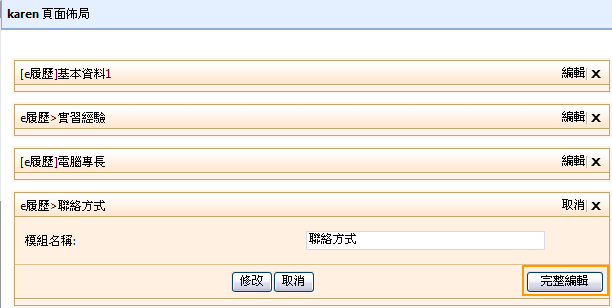 karen 頁面佈局
[e履歷]基本資料1 編輯 x
e履歷>實習經驗 編輯 x
[e履歷]電腦專長 編輯 x
e履歷>聯絡方式 取消 x
模組名稱: 聯絡方式
修改 取消 完整編輯